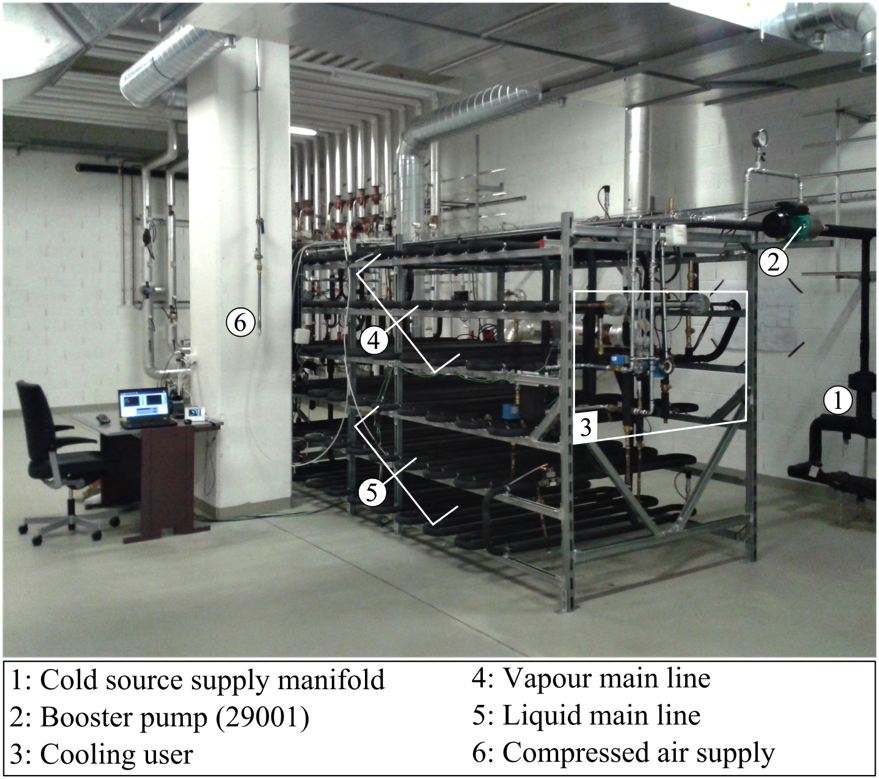 2
6
4
1
3
5
1: Cold source supply manifold
2: Booster pump (29001)
3: Cooling user
4: Vapour main line
5: Liquid main line
6: Compressed air supply